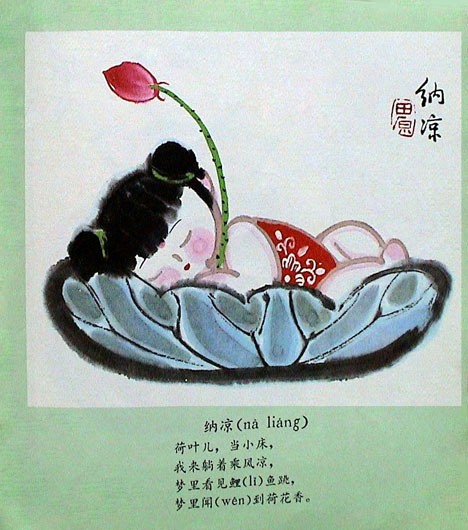 纳凉
纳凉(nà liáng)
荷叶儿，当小床，
我来躺着乘风凉，
梦里看见鲤(lǐ)鱼跳，
梦里闻(wén)到荷花香。